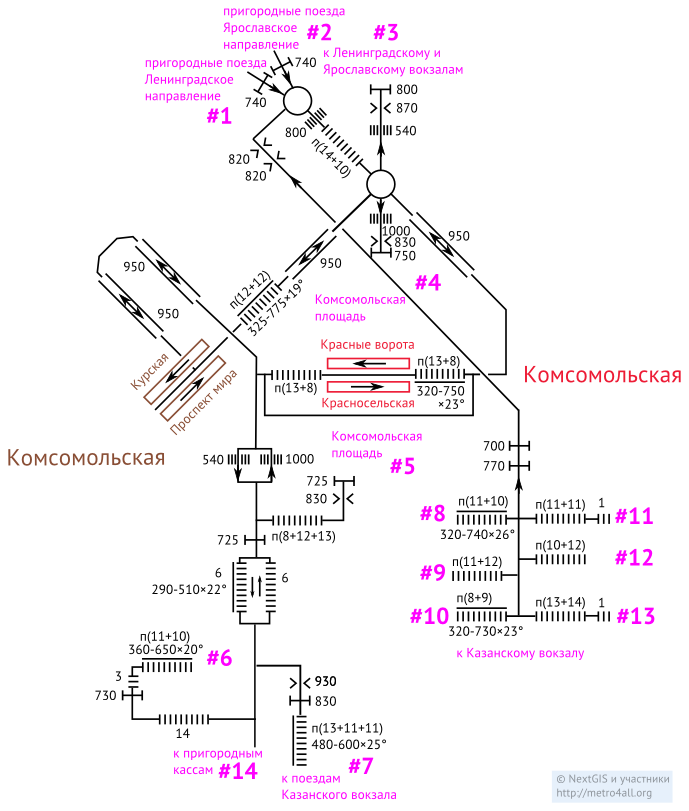 пригородные поезда
Ярославское
направление
#2
#3
к Ленинградскому и
Ярославскому вокзалам
пригородные поезда
Ленинградское
направление
#1
740
740
800
870
540
800
п(14+10)
820
820
1000
830
750
#4
950
950
950
950
п(12+12)
325-775×19°
Комсомольская
площадь
Курская
Проспект мира
Комсомольская
Красные ворота
Красносельская
п(13+8)
п(13+8)
320-750
×23°
Комсомольская
Комсомольская
площадь
#5
540
1000
725
830
п(8+12+13)
725
6
290-510×22°
6
700
770
#8
п(11+10)
320-740×26°
п(11+11)
1
#11
п(10+12)
#12
#9
п(11+12)
#10
п(8+9)
320-730×23°
п(13+14)
1
#13
к Казанскому вокзалу
п(11+10)
360-650×20°
#6
3
730
14
930
830
п(13+11+11)
480-600×25°
#7
к пригородным
кассам
#14
к поездам
Казанского вокзала
© NextGIS и участники
http://metro4all.org